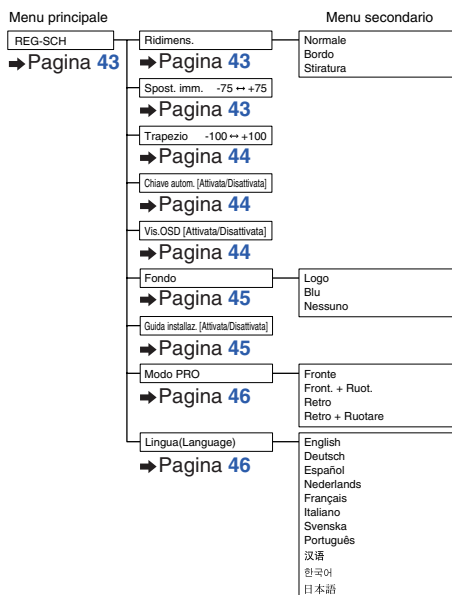 Menu principale
Menu secondario
REG-SCH
➡Pagina 43
Ridimens.
➡Pagina 43
Normale
Bordo
Stiratura
Spost. imm. -75 ↔ +75
➡Pagina 43
Trapezio -100 ↔ +100
➡Pagina 44
Chiave autom. [Attivata/Disattivata]
➡Pagina 44
Vis.OSD [Attivata/Disattivata]
➡Pagina 44
Fondo
➡Pagina 45
Logo
Blu
Nessuno
Guida installaz. [Attivata/Disattivata]
➡Pagina 45
Modo PRO
➡Pagina 46
Fronte
Front. + Ruot.
Retro
Retro + Ruotare
Lingua(Language)
➡Pagina 46
English
Deutsch
Español
Nederlands
Français
Italiano
Svenska
Português
汉语
한국어
日本語